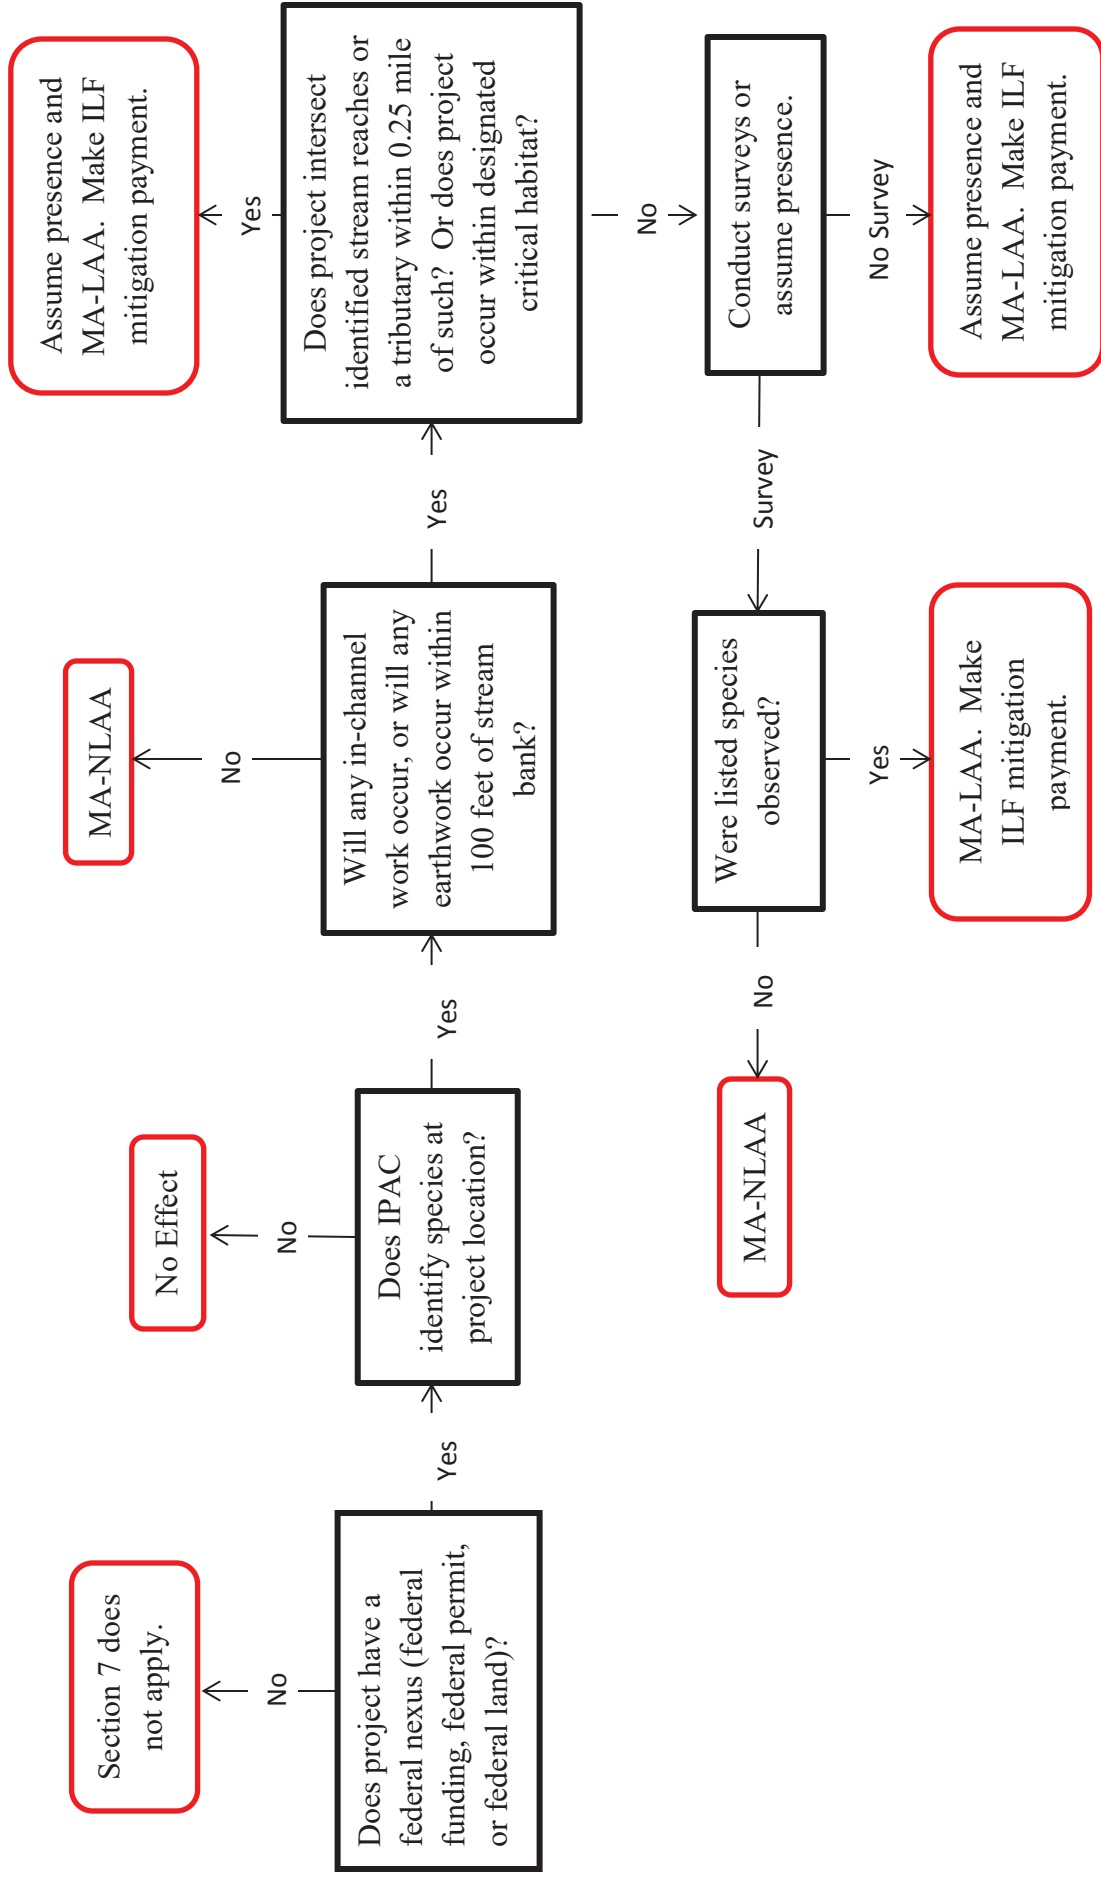 Section 7 does
not apply.
No
Does project have a
federal nexus (federal
funding, federal permit,
or federal land)?
Yes
No Effect
No
Does IPAC
identify species at
project location?
Yes
MA-NLAA
No
Will any in-channel
work occur, or will any
earthwork occur within
100 feet of stream
bank?
Yes
Assume presence and
MA-LAA.  Make ILF
mitigation payment.
Yes
Does project intersect
identified stream reaches or
a tributary within 0.25 mile
of such?  Or does project
occur within designated
critical habitat?
No
Conduct surveys or
assume presence.
No Survey
Assume presence and
MA-LAA.  Make ILF
mitigation payment.
Survey
Were listed species
observed?
Yes
MA-LAA.  Make
ILF mitigation
payment.
No
MA-NLAA